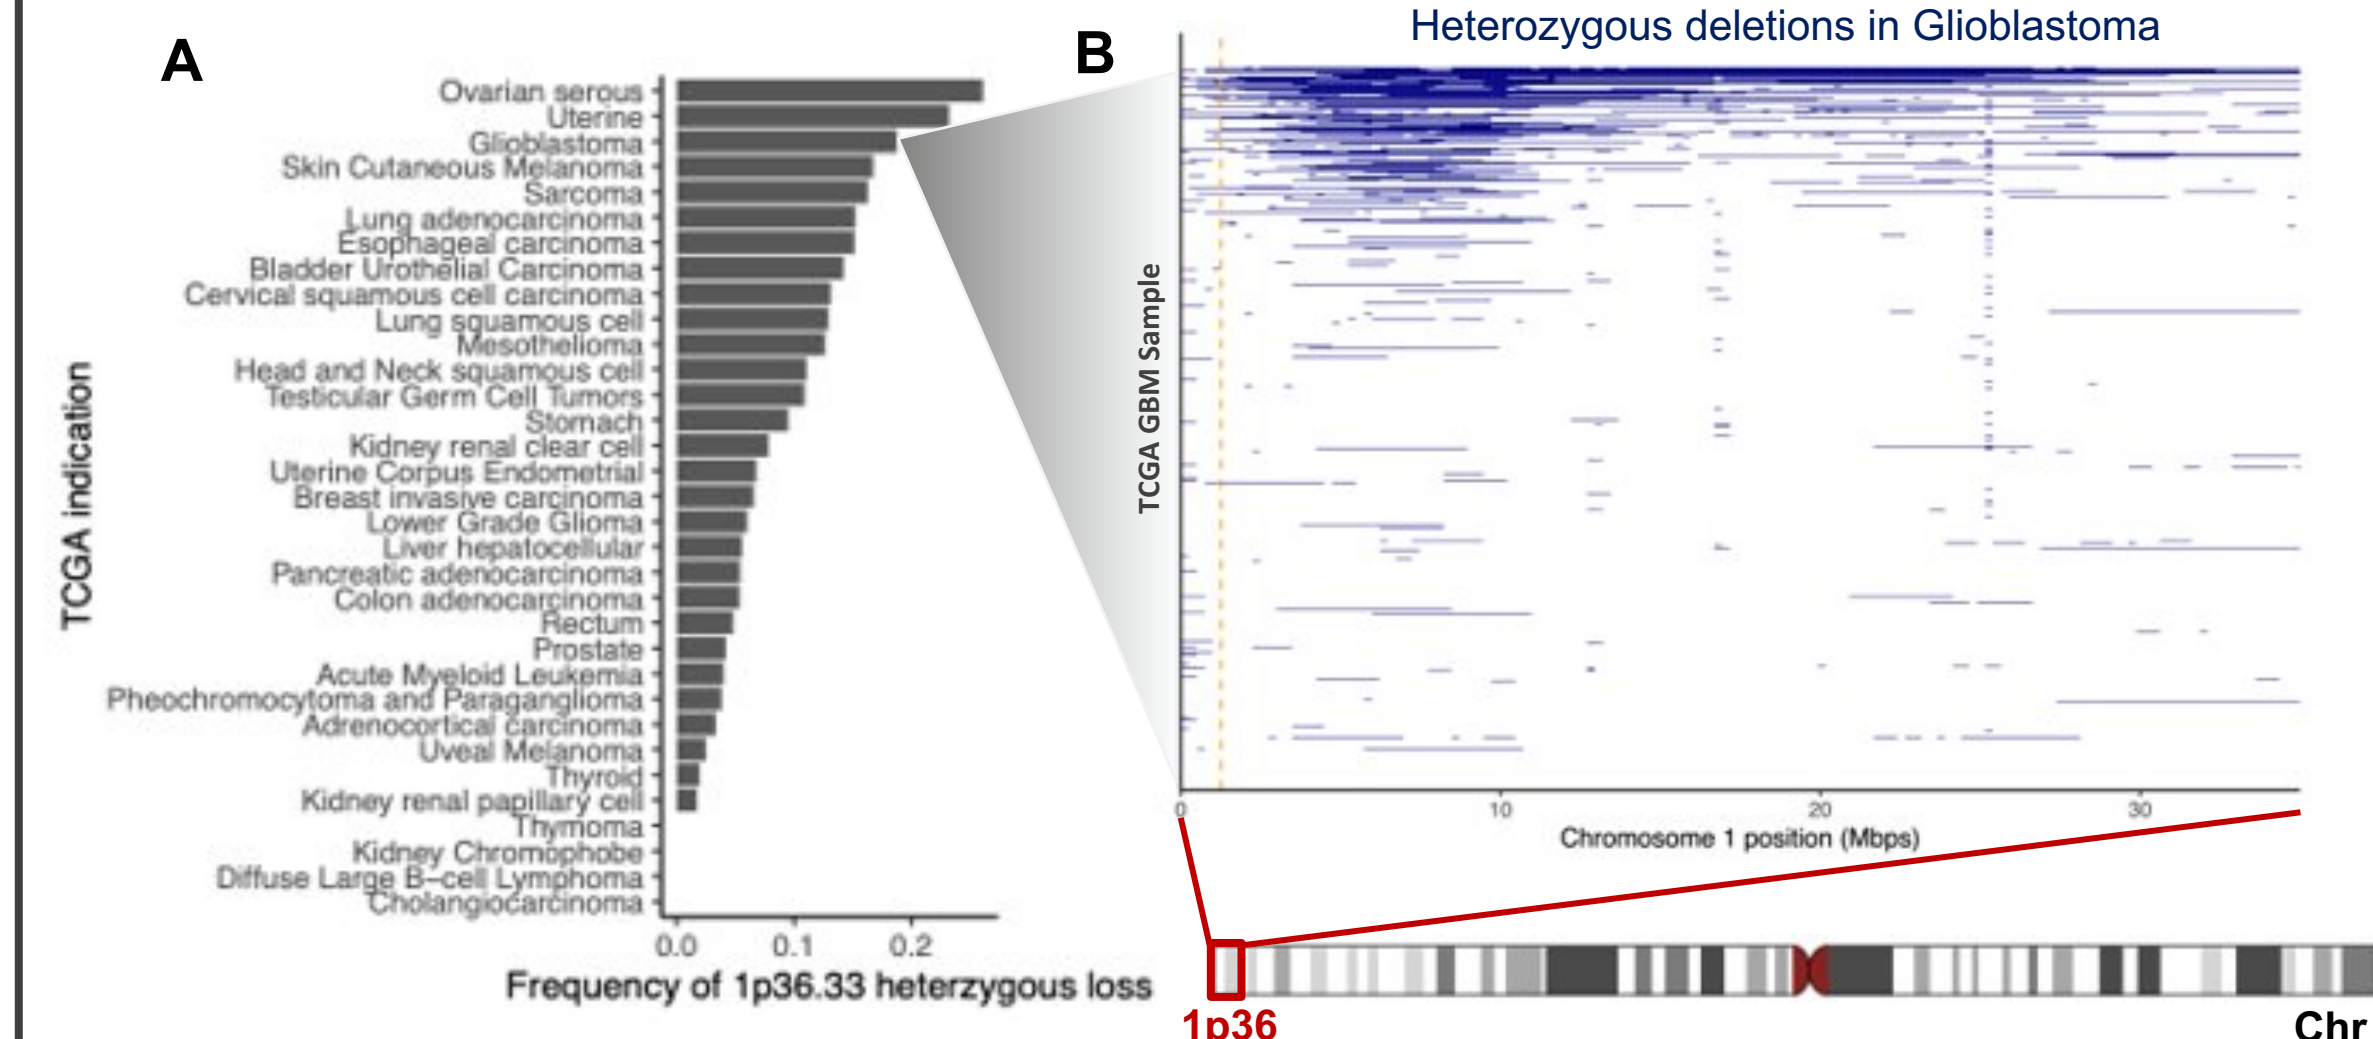 A
TCGA indication
Ovarian serous
Uterine
Glioblastoma
Skin Cutaneous Melanoma
Sarcoma
Lung adenocarcinoma
Esophageal carcinoma
Bladder Urothelial Carcinoma
Cervical squamous cell carcinoma
Lung squamous cell
Mesothelioma
Head and Neck squamous cell
Testicular Germ Cell Tumors
Stomach
Kidney renal clear cell
Uterine Corpus Endometrial
Breast invasive carcinoma
Lower Grade Glioma
Liver hepatocellular
Pancreatic adenocarcinoma
Colon adenocarcinoma
Rectum
Prostate
Acute Myeloid Leukemia
Pheochromocytoma and Paraganglioma
Adrenocortical carcinoma
Uveal Melanoma
Thyroid
Kidney renal papillary cell
Thymoma
Kidney Chromophobe
Diffuse Large B–cell Lymphoma
Cholangiocarcinoma
0.0 0.1 0.2
Frequency of 1p36.33 heterzygous loss
B
Heterozygous deletions in Glioblastoma
TCGA GBM Sample
0 10 20 30
Chromosome 1 position (Mbps)
1p36
Chr